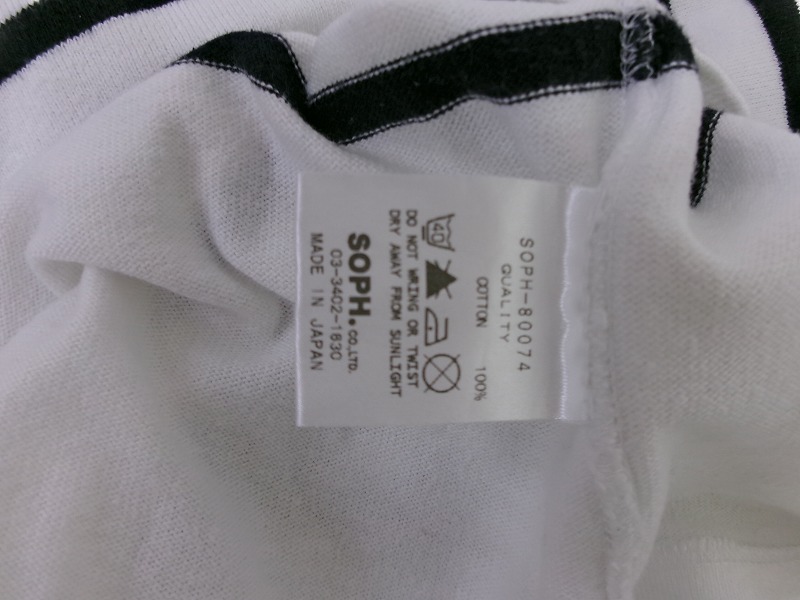 SOPH-80074
QUALITY
COTTON 100%
40
DO NOT WRING OR TWIST
DRY AWAY FROM SUNLIGHT
SOPH.CO.,LTD.
03-3402-1830
MADE IN JAPAN